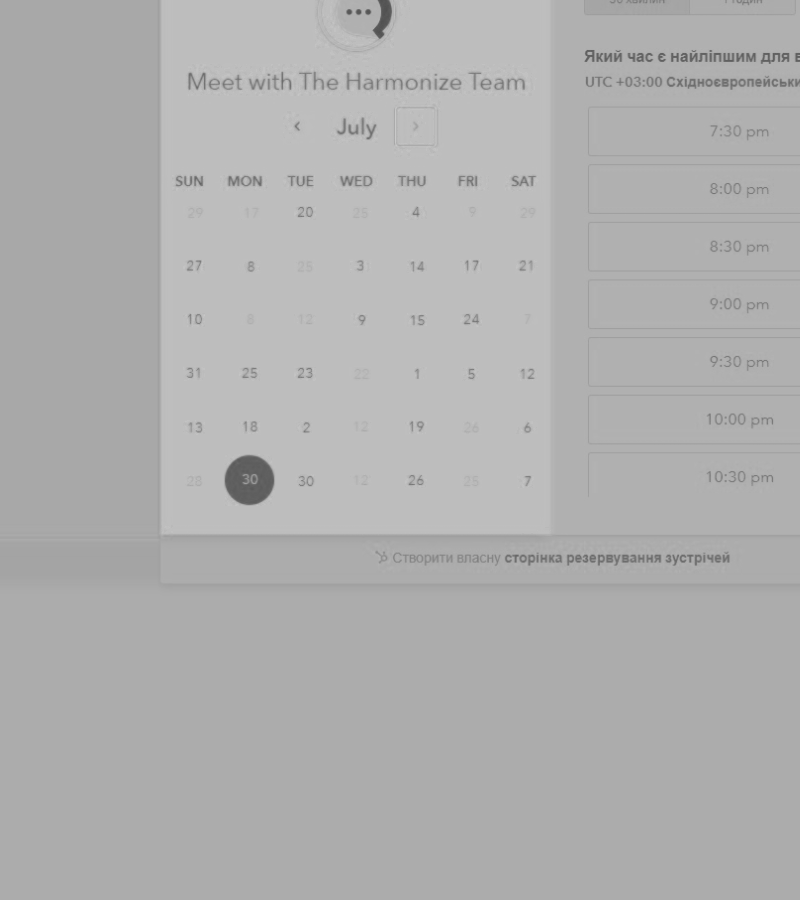 Meet with The Harmonize Team
‹ July ›
SUN MON TUE WED THU FRI SAT
29 17 20 25 4 9 29
27 8 25 3 14 17 21
10 8 12 9 15 24 7
31 25 23 22 1 5 12
13 18 2 12 19 26 6
28 30 30 12 26 25 7
Який час є найліпшим для в
UTC +03:00 Східноєвропейськи
7:30 pm
8:00 pm
8:30 pm
9:00 pm
9:30 pm
10:00 pm
10:30 pm
Створити власну сторінка резервування зустрічей